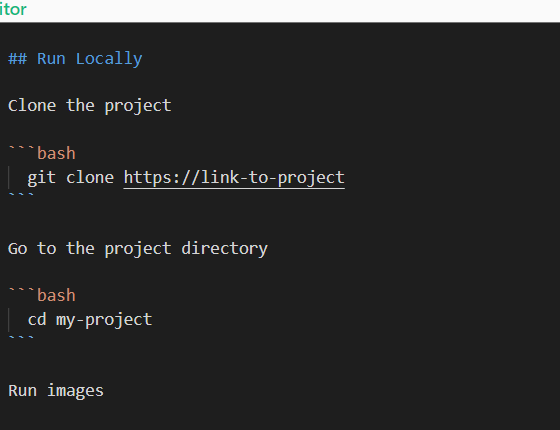 itor
## Run Locally
Clone the project
```bash
git clone https://link-to-project
```
Go to the project directory
```bash
cd my-project
```
Run images